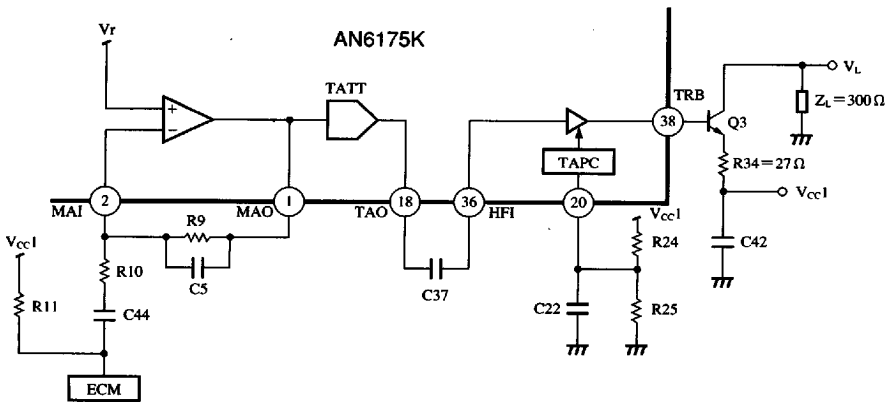 Vr
AN6175K
TATT
+
−
TRB
VL
ZL=300Ω
38
Q3
TAPC
R34=27Ω
MAI
2
MAO
1
TAO
18
36
HFI
20
VCC1
VCC1
R9
R24
VCC1
R10
C5
C37
C42
R11
C44
C22
R25
ECM